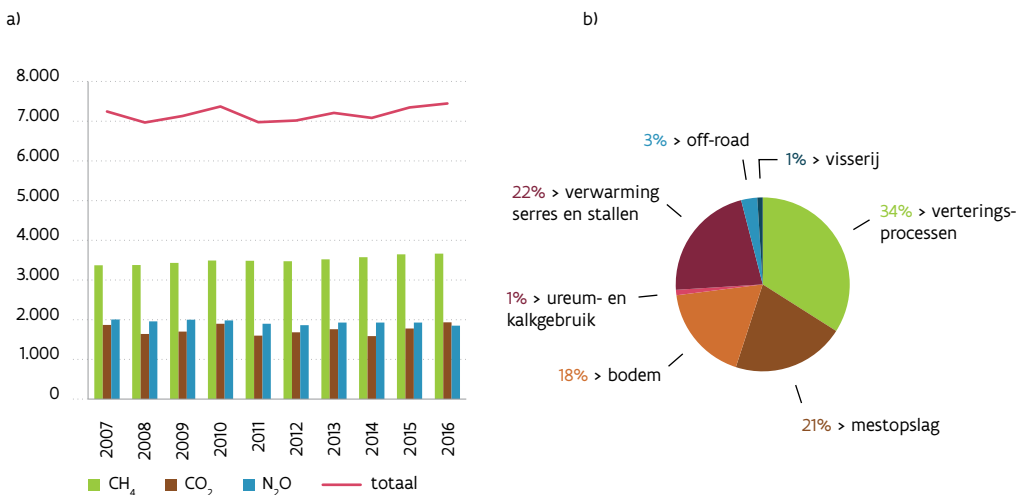 a)
8.000
7.000
6.000
5.000
4.000
3.000
2.000
1.000
0
2007
2008
2009
2010
2011
2012
2013
2014
2015
2016
CH₄ CO₂ N₂O totaal
b)
3% > off-road
1% > visserij
22% > verwarming
serres en stallen
34% > verterings-
processen
1% > ureum- en
kalkgebruik
18% > bodem
21% > mestopslag